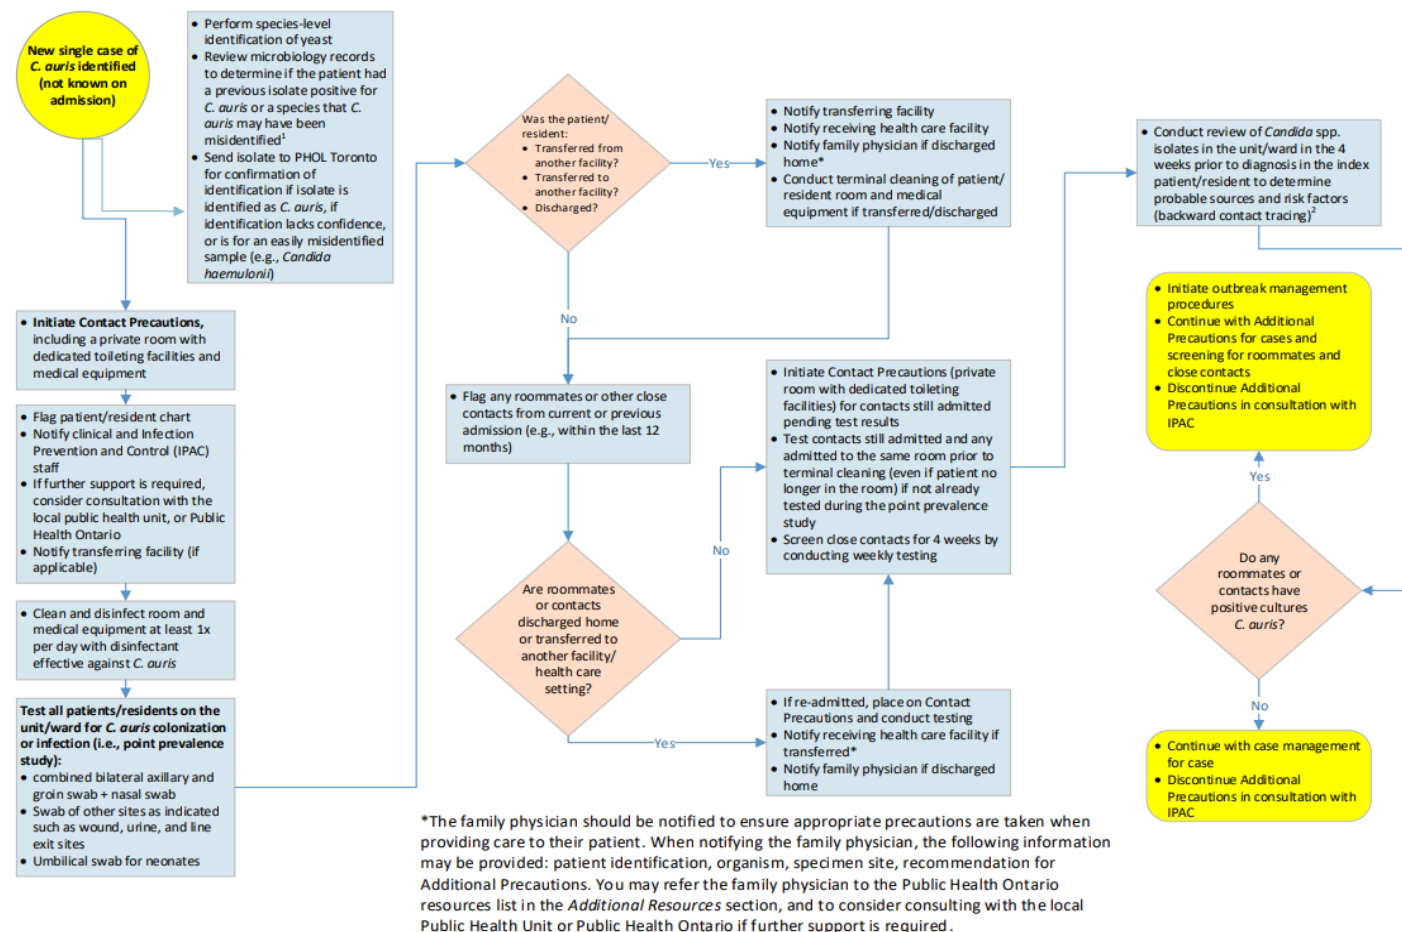 New single case of
C. auris identified
(not known on
admission)
• Perform species-level
identification of yeast
• Review microbiology records
to determine if the patient had
a previous isolate positive for
C. auris or a species that C.
auris may have been
misidentified1
• Send isolate to PHOL Toronto
for confirmation of
identification if isolate is
identified as C. auris, if
identification lacks confidence,
or is for an easily misidentified
sample (e.g., Candida
haemulonii)
• Initiate Contact Precautions,
including a private room with
dedicated toileting facilities and
medical equipment
• Flag patient/resident chart
• Notify clinical and Infection
Prevention and Control (IPAC)
staff
• If further support is required,
consider consultation with the
local public health unit, or Public
Health Ontario
• Notify transferring facility (if
applicable)
• Clean and disinfect room and
medical equipment at least 1x
per day with disinfectant
effective against C. auris
Test all patients/residents on the
unit/ward for C. auris colonization
or infection (i.e., point prevalence
study):
• combined bilateral axillary and
groin swab + nasal swab
• Swab of other sites as indicated
such as wound, urine, and line
exit sites
• Umbilical swab for neonates
Was the patient/
resident:
• Transferred from
another facility?
• Transferred to
another facility?
• Discharged?
Yes
• Notify transferring facility
• Notify receiving health care facility
• Notify family physician if discharged
home*
• Conduct terminal cleaning of patient/
resident room and medical
equipment if transferred/discharged
No
• Flag any roommates or other close
contacts from current or previous
admission (e.g., within the last 12
months)
Are roommates
or contacts
discharged home
or transferred to
another facility/
health care
setting?
No
• Initiate Contact Precautions (private
room with dedicated toileting
facilities) for contacts still admitted
pending test results
• Test contacts still admitted and any
admitted to the same room prior to
terminal cleaning (even if patient no
longer in the room) if not already
tested during the point prevalence
study
• Screen close contacts for 4 weeks by
conducting weekly testing
Yes
• If re-admitted, place on Contact
Precautions and conduct testing
• Notify receiving health care facility if
transferred*
• Notify family physician if discharged
home
• Conduct review of Candida spp.
isolates in the unit/ward in the 4
weeks prior to diagnosis in the index
patient/resident to determine
probable sources and risk factors
(backward contact tracing)2
• Initiate outbreak management
procedures
• Continue with Additional
Precautions for cases and
screening for roommates and
close contacts
• Discontinue Additional
Precautions in consultation with
IPAC
Yes
Do any
roommates or
contacts have
positive cultures
C. auris?
No
• Continue with case management
for case
• Discontinue Additional
Precautions in consultation with
IPAC
*The family physician should be notified to ensure appropriate precautions are taken when
providing care to their patient. When notifying the family physician, the following information
may be provided: patient identification, organism, specimen site, recommendation for
Additional Precautions. You may refer the family physician to the Public Health Ontario
resources list in the Additional Resources section, and to consider consulting with the local
Public Health Unit or Public Health Ontario if further support is required.